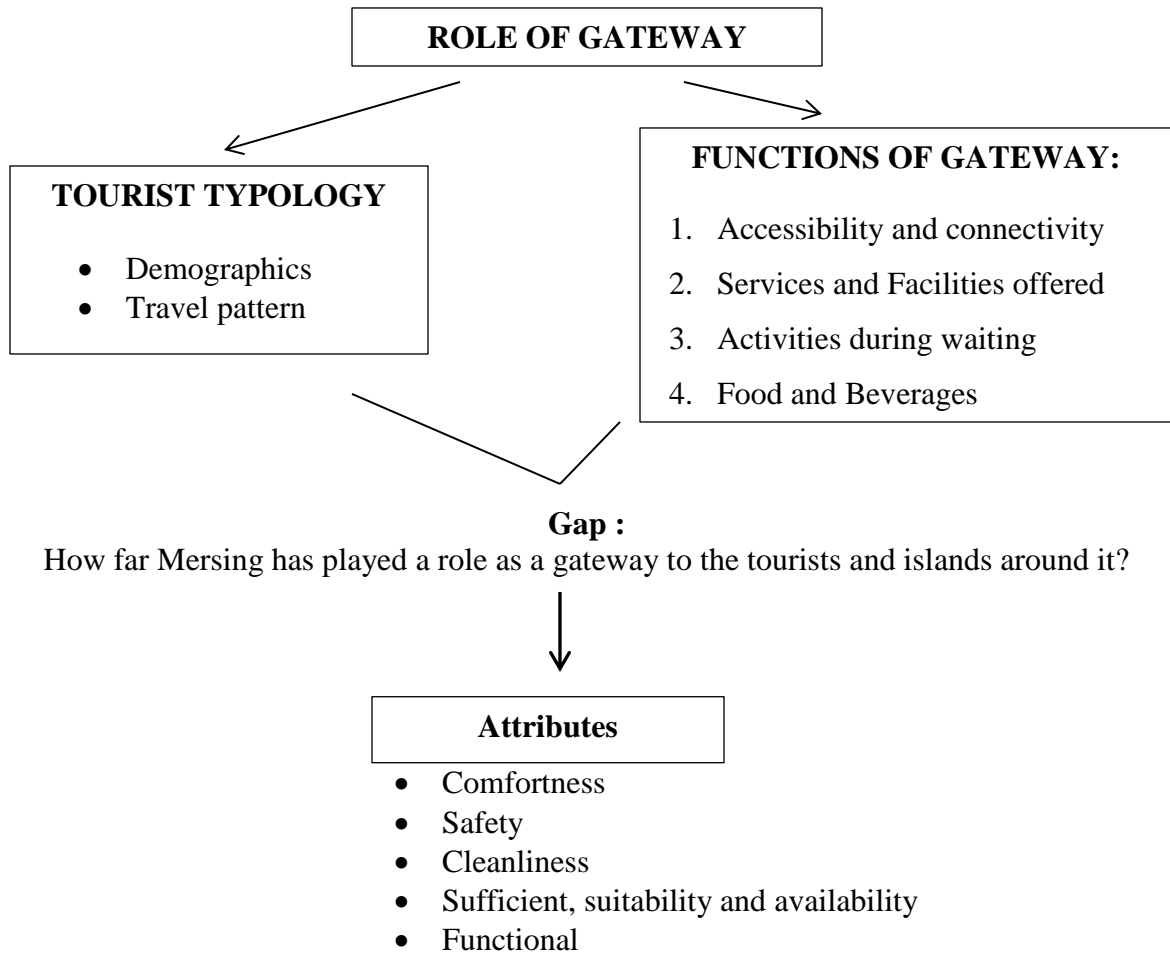 ROLE OF GATEWAY
TOURIST TYPOLOGY
• Demographics
• Travel pattern
FUNCTIONS OF GATEWAY:
1. Accessibility and connectivity
2. Services and Facilities offered
3. Activities during waiting
4. Food and Beverages
Gap :
How far Mersing has played a role as a gateway to the tourists and islands around it?
Attributes
• Comfortness
• Safety
• Cleanliness
• Sufficient, suitability and availability
• Functional